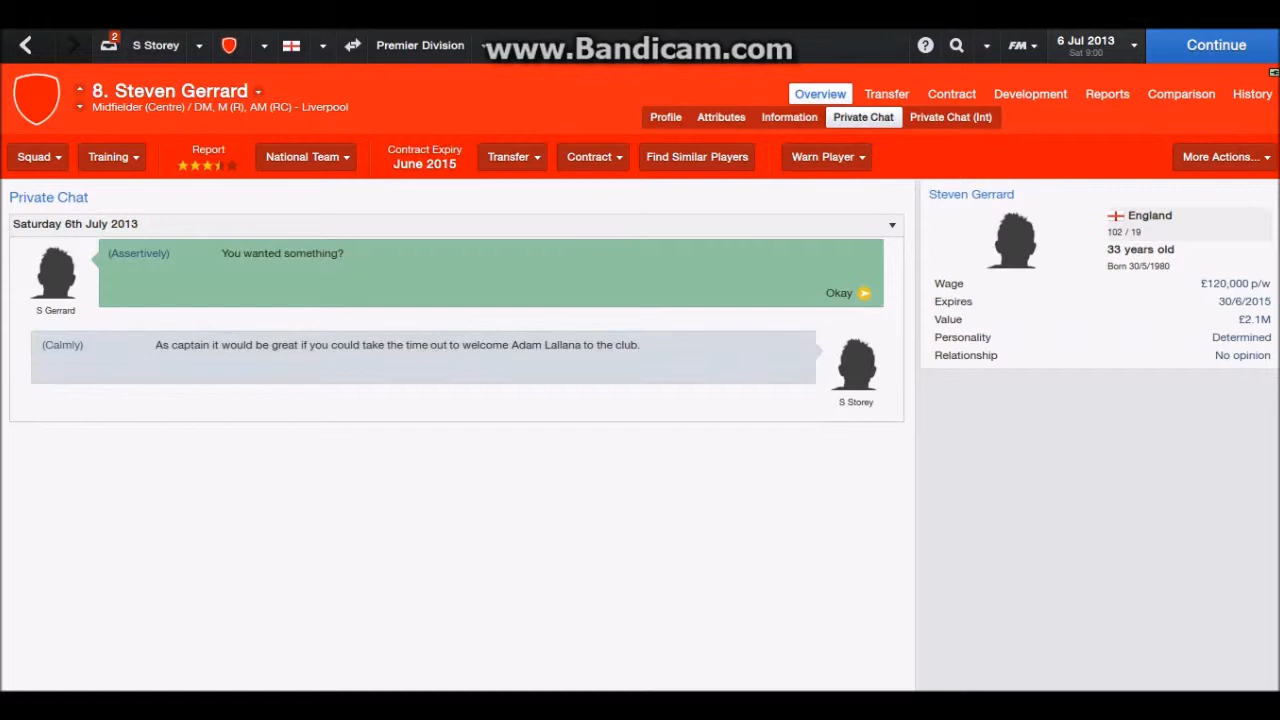 www.Bandicam.com
2
S Storey
Premier Division
FM
6 Jul 2013
Sat 9:00
Continue
8. Steven Gerrard
Midfielder (Centre) / DM, M (R), AM (RC) - Liverpool
Overview Transfer Contract Development Reports Comparison History
Profile Attributes Information Private Chat Private Chat (Int)
Squad
Training
Report
National Team
Contract Expiry
June 2015
Transfer
Contract
Find Similar Players
Warn Player
More Actions...
Private Chat
Saturday 6th July 2013
(Assertively) You wanted something?
Okay
S Gerrard
(Calmly) As captain it would be great if you could take the time out to welcome Adam Lallana to the club.
S Storey
Steven Gerrard
England
102 / 19
33 years old
Born 30/5/1980
Wage £120,000 p/w
Expires 30/6/2015
Value £2.1M
Personality Determined
Relationship No opinion